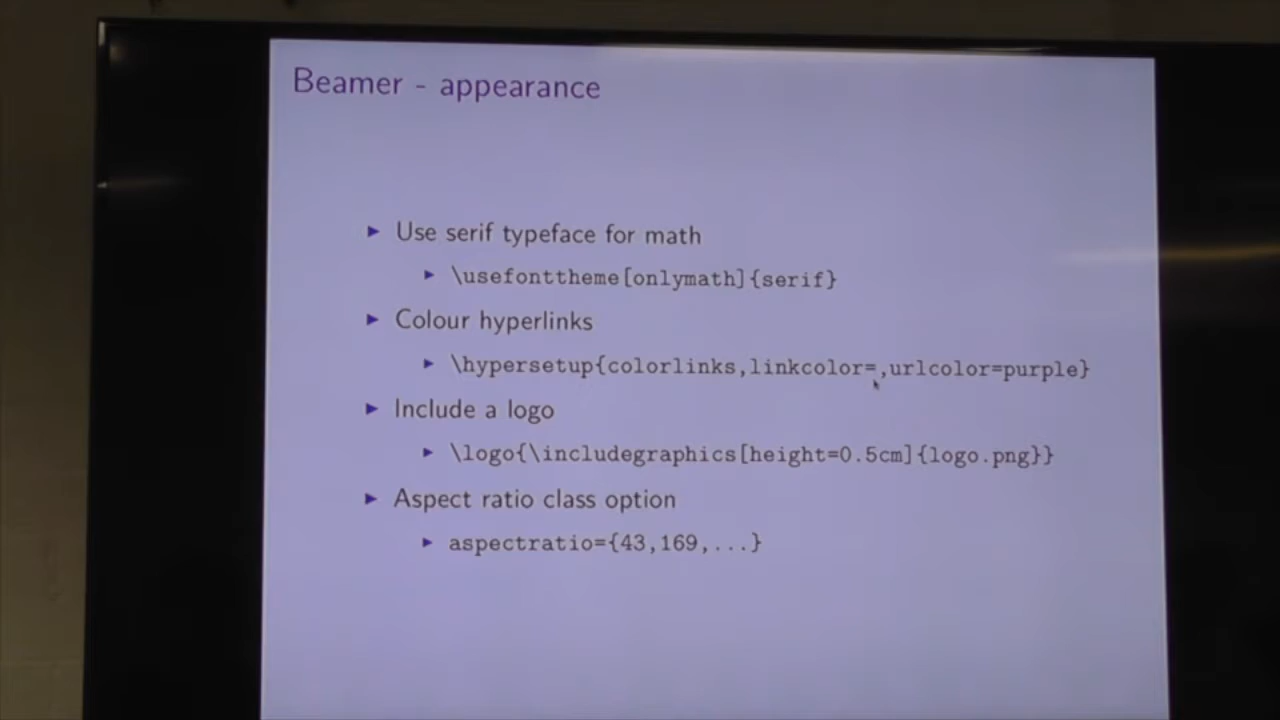 Beamer - appearance
Use serif typeface for math
\usefonttheme[onlymath]{serif}
Colour hyperlinks
\hypersetup{colorlinks,linkcolor=,urlcolor=purple}
Include a logo
\logo{\includegraphics[height=0.5cm]{logo.png}}
Aspect ratio class option
aspectratio={43,169,...}